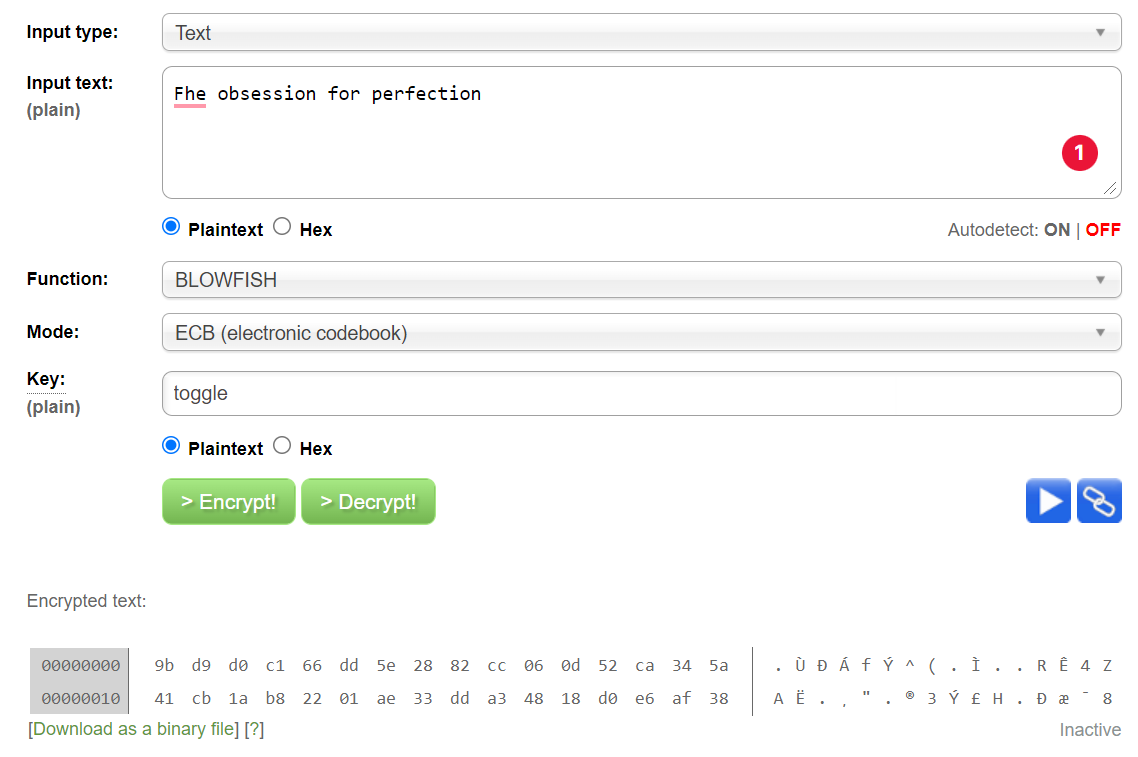 Input type: Text
Input text: (plain) Fhe obsession for perfection
1
Plaintext Hex Autodetect: ON | OFF
Function: BLOWFISH
Mode: ECB (electronic codebook)
Key: (plain) toggle
Plaintext Hex
> Encrypt! > Decrypt!
Encrypted text:
00000000 9b d9 d0 c1 66 dd 5e 28 82 cc 06 0d 52 ca 34 5a . Ù Ð Á f Ý ^ ( . Ì . . R Ê 4 Z
00000010 41 cb 1a b8 22 01 ae 33 dd a3 48 18 d0 e6 af 38 A Ë . ¸ " . ® 3 Ý £ H . Ð æ ¯ 8
[Download as a binary file] [?] Inactive